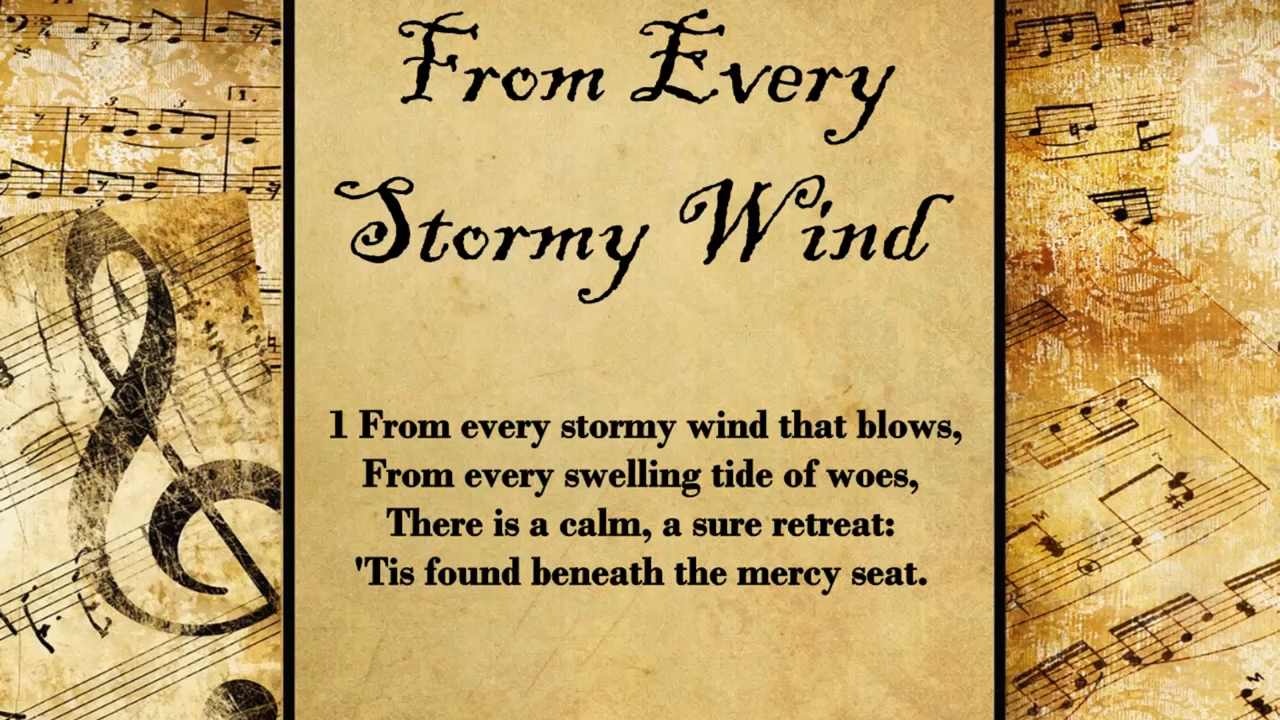 From Every
Stormy Wind
1 From every stormy wind that blows,
From every swelling tide of woes,
There is a calm, a sure retreat:
'Tis found beneath the mercy seat.